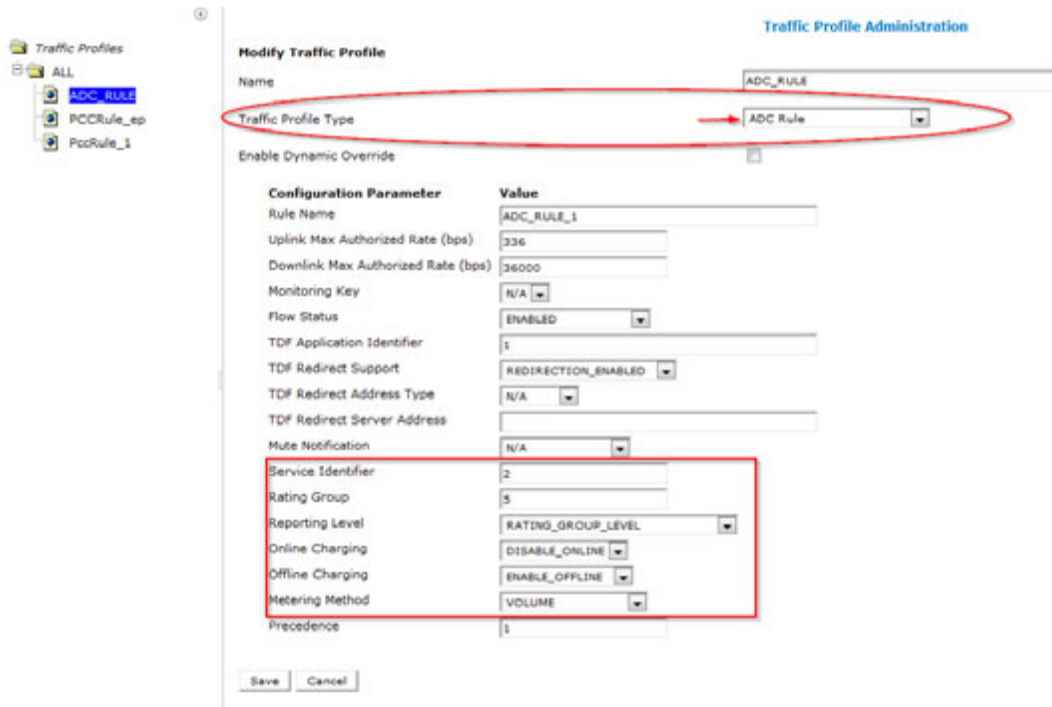 Traffic Profile Administration
Traffic Profiles
ALL
ADC_RULE
PCCRule_ep
PccRule_1
Modify Traffic Profile
Name ADC_RULE
Traffic Profile Type ADC Rule
Enable Dynamic Override
Configuration Parameter Value
Rule Name ADC_RULE_1
Uplink Max Authorized Rate (bps) 336
Downlink Max Authorized Rate (bps) 36000
Monitoring Key N/A
Flow Status ENABLED
TDF Application Identifier 1
TDF Redirect Support REDIRECTION_ENABLED
TDF Redirect Address Type N/A
TDF Redirect Server Address
Mute Notification N/A
Service Identifier 2
Rating Group 5
Reporting Level RATING_GROUP_LEVEL
Online Charging DISABLE_ONLINE
Offline Charging ENABLE_OFFLINE
Metering Method VOLUME
Precedence 1
Save Cancel